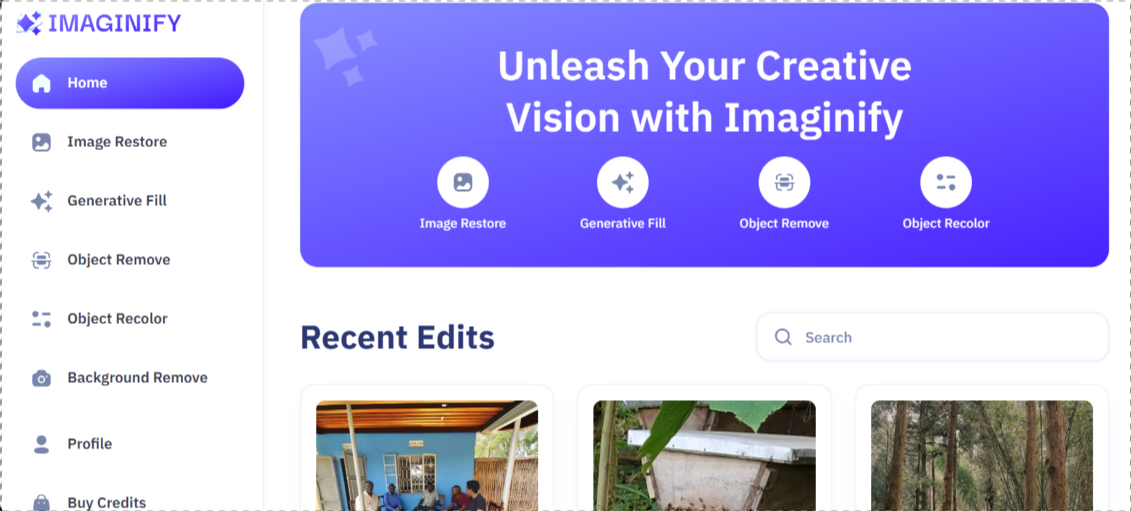 IMAGINIFY
Home
Image Restore
Generative Fill
Object Remove
Object Recolor
Background Remove
Profile
Buy Credits
Unleash Your Creative
Vision with Imaginify
Image Restore
Generative Fill
Object Remove
Object Recolor
Recent Edits
Search